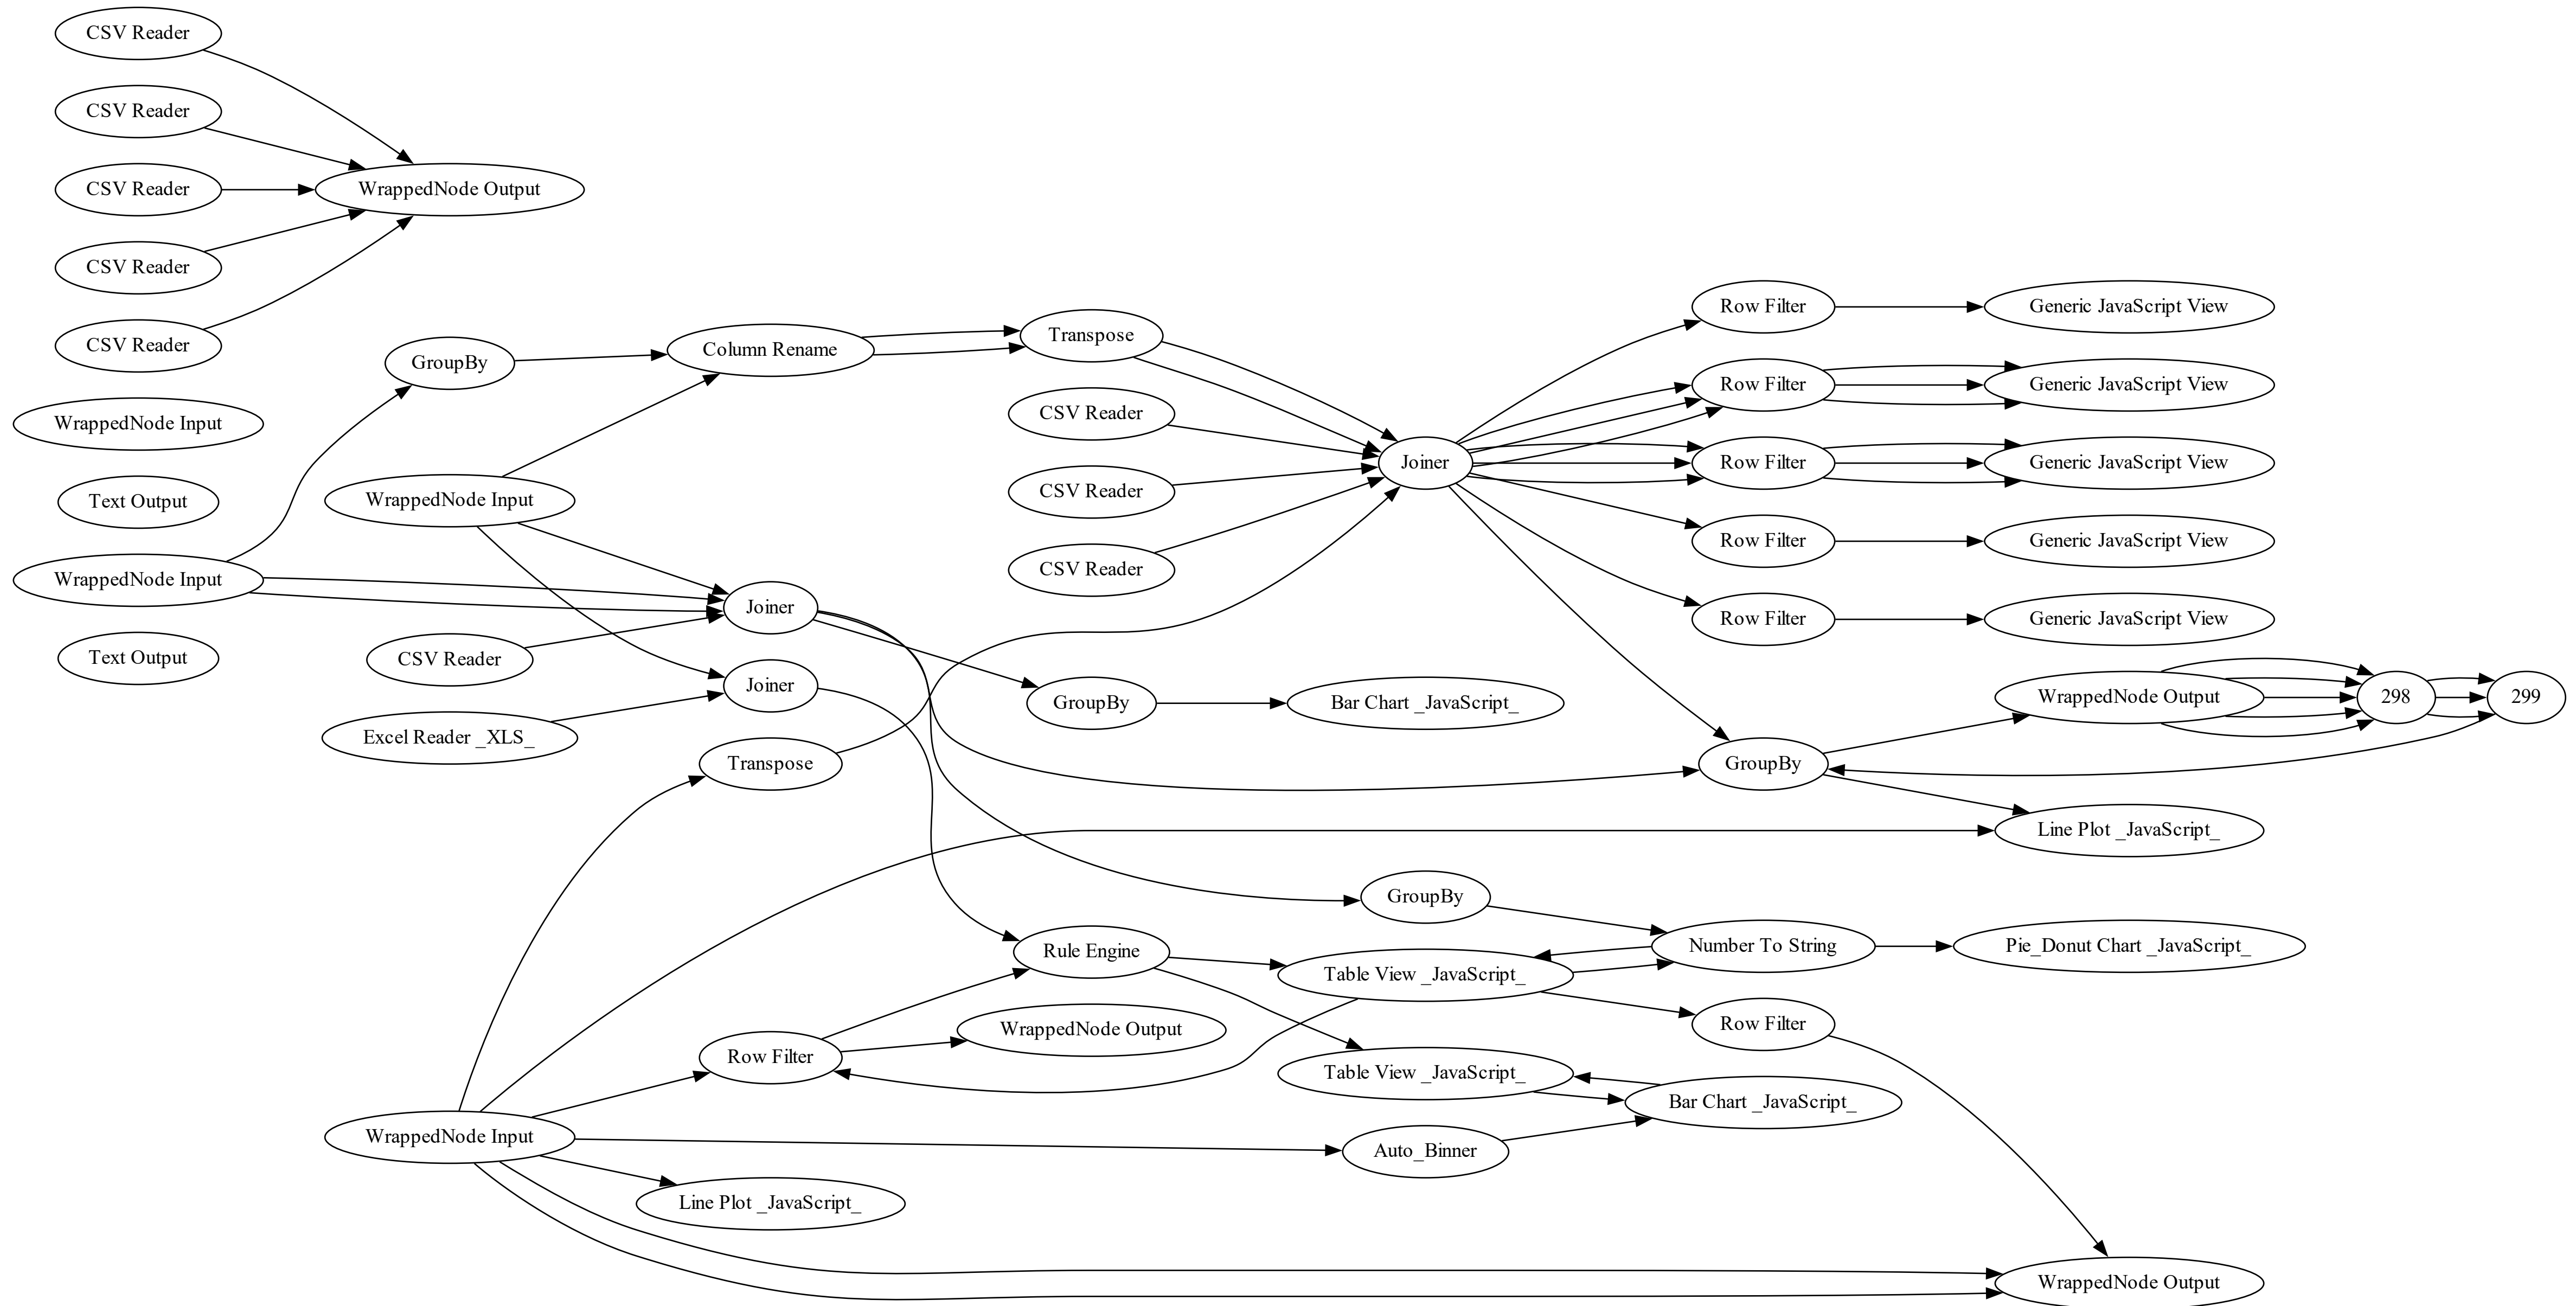 CSV Reader
CSV Reader
CSV Reader
WrappedNode Output
CSV Reader
CSV Reader
WrappedNode Input
Text Output
WrappedNode Input
Text Output
GroupBy
Column Rename
Transpose
WrappedNode Input
CSV Reader
CSV Reader
CSV Reader
Joiner
Row Filter
Generic JavaScript View
Row Filter
Generic JavaScript View
Row Filter
Generic JavaScript View
Row Filter
Generic JavaScript View
Row Filter
Generic JavaScript View
Joiner
CSV Reader
Joiner
Excel Reader _XLS_
Transpose
GroupBy
Bar Chart _JavaScript_
WrappedNode Output
298
299
GroupBy
Line Plot _JavaScript_
GroupBy
Rule Engine
Table View _JavaScript_
Number To String
Pie_Donut Chart _JavaScript_
Row Filter
WrappedNode Output
Row Filter
Table View _JavaScript_
Bar Chart _JavaScript_
WrappedNode Input
Auto_Binner
Line Plot _JavaScript_
WrappedNode Output